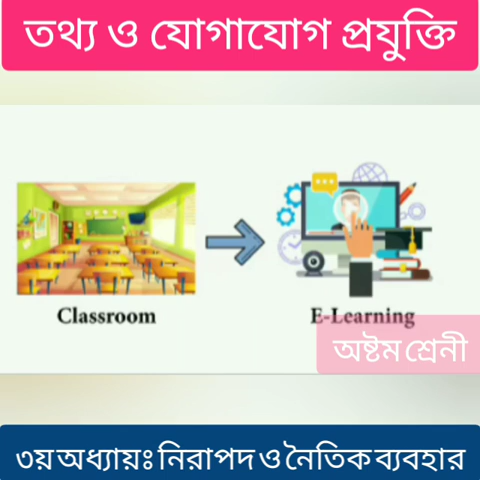 তথ্য ও যোগাযোগ প্রযুক্তি
Classroom
E-Learning
অষ্টম শ্রেনী
৩য় অধ্যায়ঃ নিরাপদ ও নৈতিক ব্যবহার